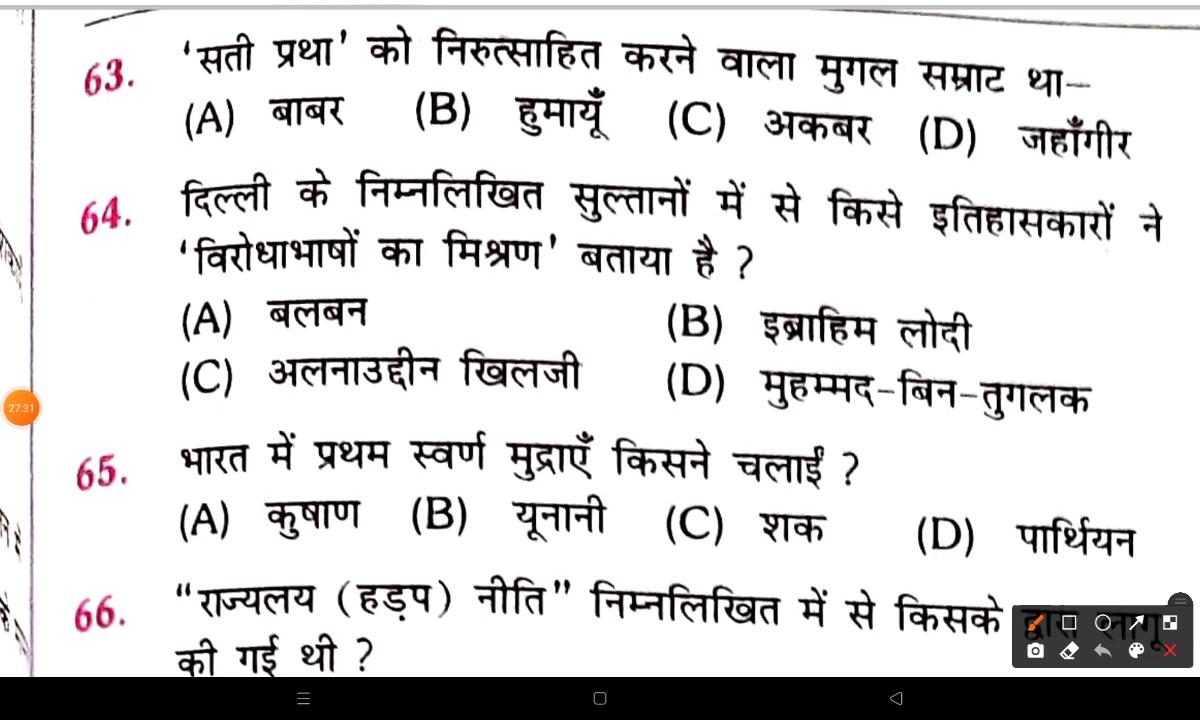 63. 'सती प्रथा' को निरुत्साहित करने वाला मुगल सम्राट था–
(A) बाबर (B) हुमायूँ (C) अकबर (D) जहाँगीर
64. दिल्ली के निम्नलिखित सुल्तानों में से किसे इतिहासकारों ने
'विरोधाभाषों का मिश्रण' बताया है ?
(A) बलबन (B) इब्राहिम लोदी
(C) अलनाउद्दीन खिलजी (D) मुहम्मद-बिन-तुगलक
27:31
65. भारत में प्रथम स्वर्ण मुद्राएँ किसने चलाईं ?
(A) कुषाण (B) यूनानी (C) शक (D) पार्थियन
66. "राज्यलय (हड़प) नीति" निम्नलिखित में से किसके द्वारा लागू
की गई थी ?